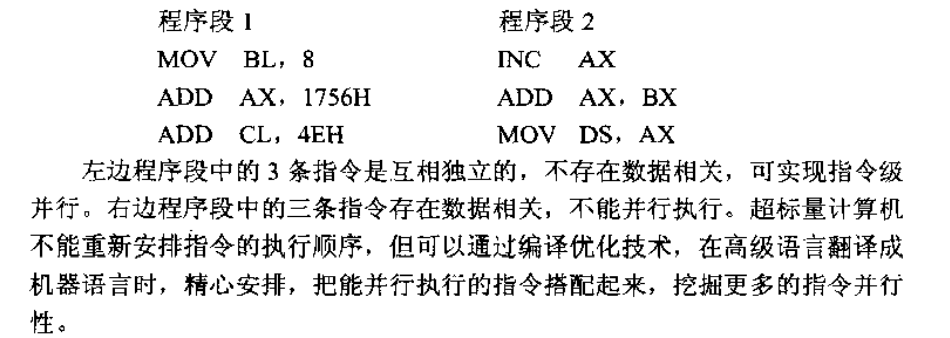 程序段 1 程序段 2
MOV BL，8 INC AX
ADD AX，1756H ADD AX，BX
ADD CL，4EH MOV DS，AX
左边程序段中的 3 条指令是互相独立的，不存在数据相关，可实现指令级
并行。右边程序段中的三条指令存在数据相关，不能并行执行。超标量计算机
不能重新安排指令的执行顺序，但可以通过编译优化技术，在高级语言翻译成
机器语言时，精心安排，把能并行执行的指令搭配起来，挖掘更多的指令并行
性。